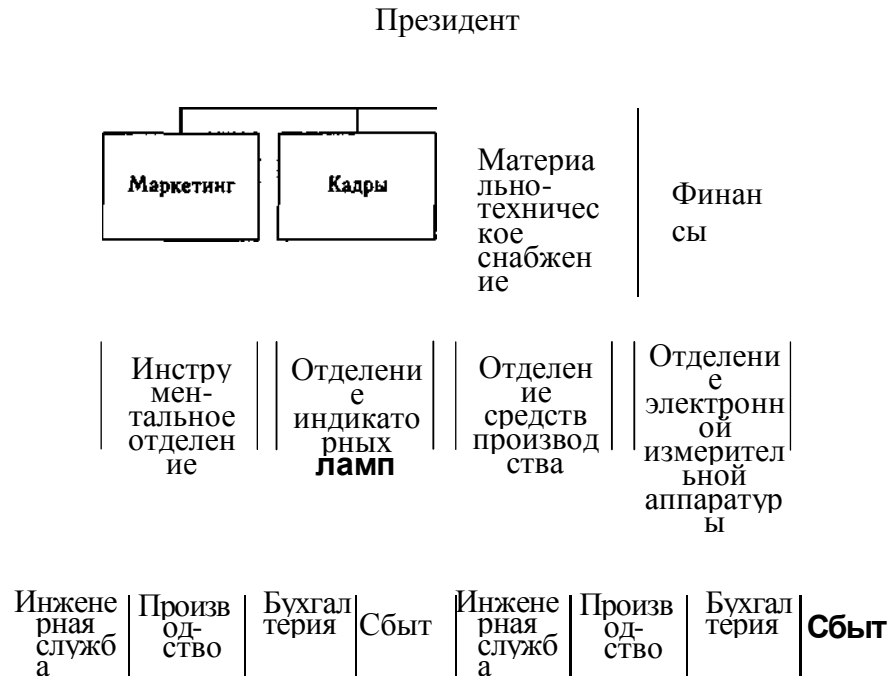 Президент
Маркетинг
Кадры
Материа
льно-
техничес
кое
снабжен
ие
Финан
сы
Инстру
мен-
тальное
отделен
ие
Отделени
е
индикато
рных
ламп
Отделен
ие
средств
производ
ства
Отделени
е
электронн
ой
измерител
ьной
аппаратур
ы
Инжене
рная
служб
а
Произв
од-
ство
Бухгал
терия
Сбыт
Инжене
рная
служб
а
Произв
од-
ство
Бухгал
терия
Сбыт